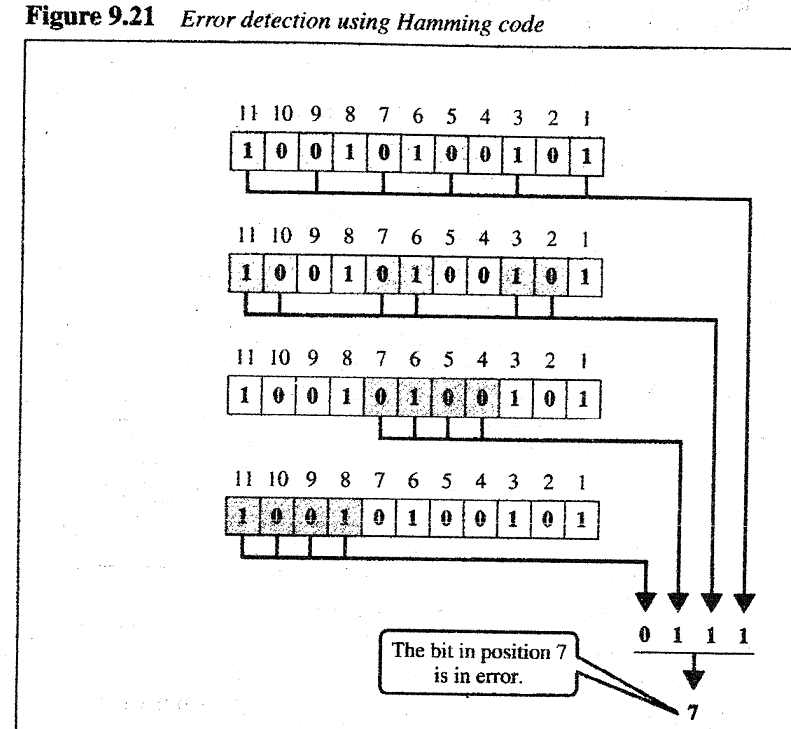 Figure 9.21 Error detection using Hamming code
11 10 9 8 7 6 5 4 3 2 1
1 0 0 1 0 1 0 0 1 0 1
11 10 9 8 7 6 5 4 3 2 1
1 0 0 1 0 1 0 0 1 0 1
11 10 9 8 7 6 5 4 3 2 1
1 0 0 1 0 1 0 0 1 0 1
11 10 9 8 7 6 5 4 3 2 1
1 0 0 1 0 1 0 0 1 0 1
0 1 1 1
The bit in position 7
is in error.
7